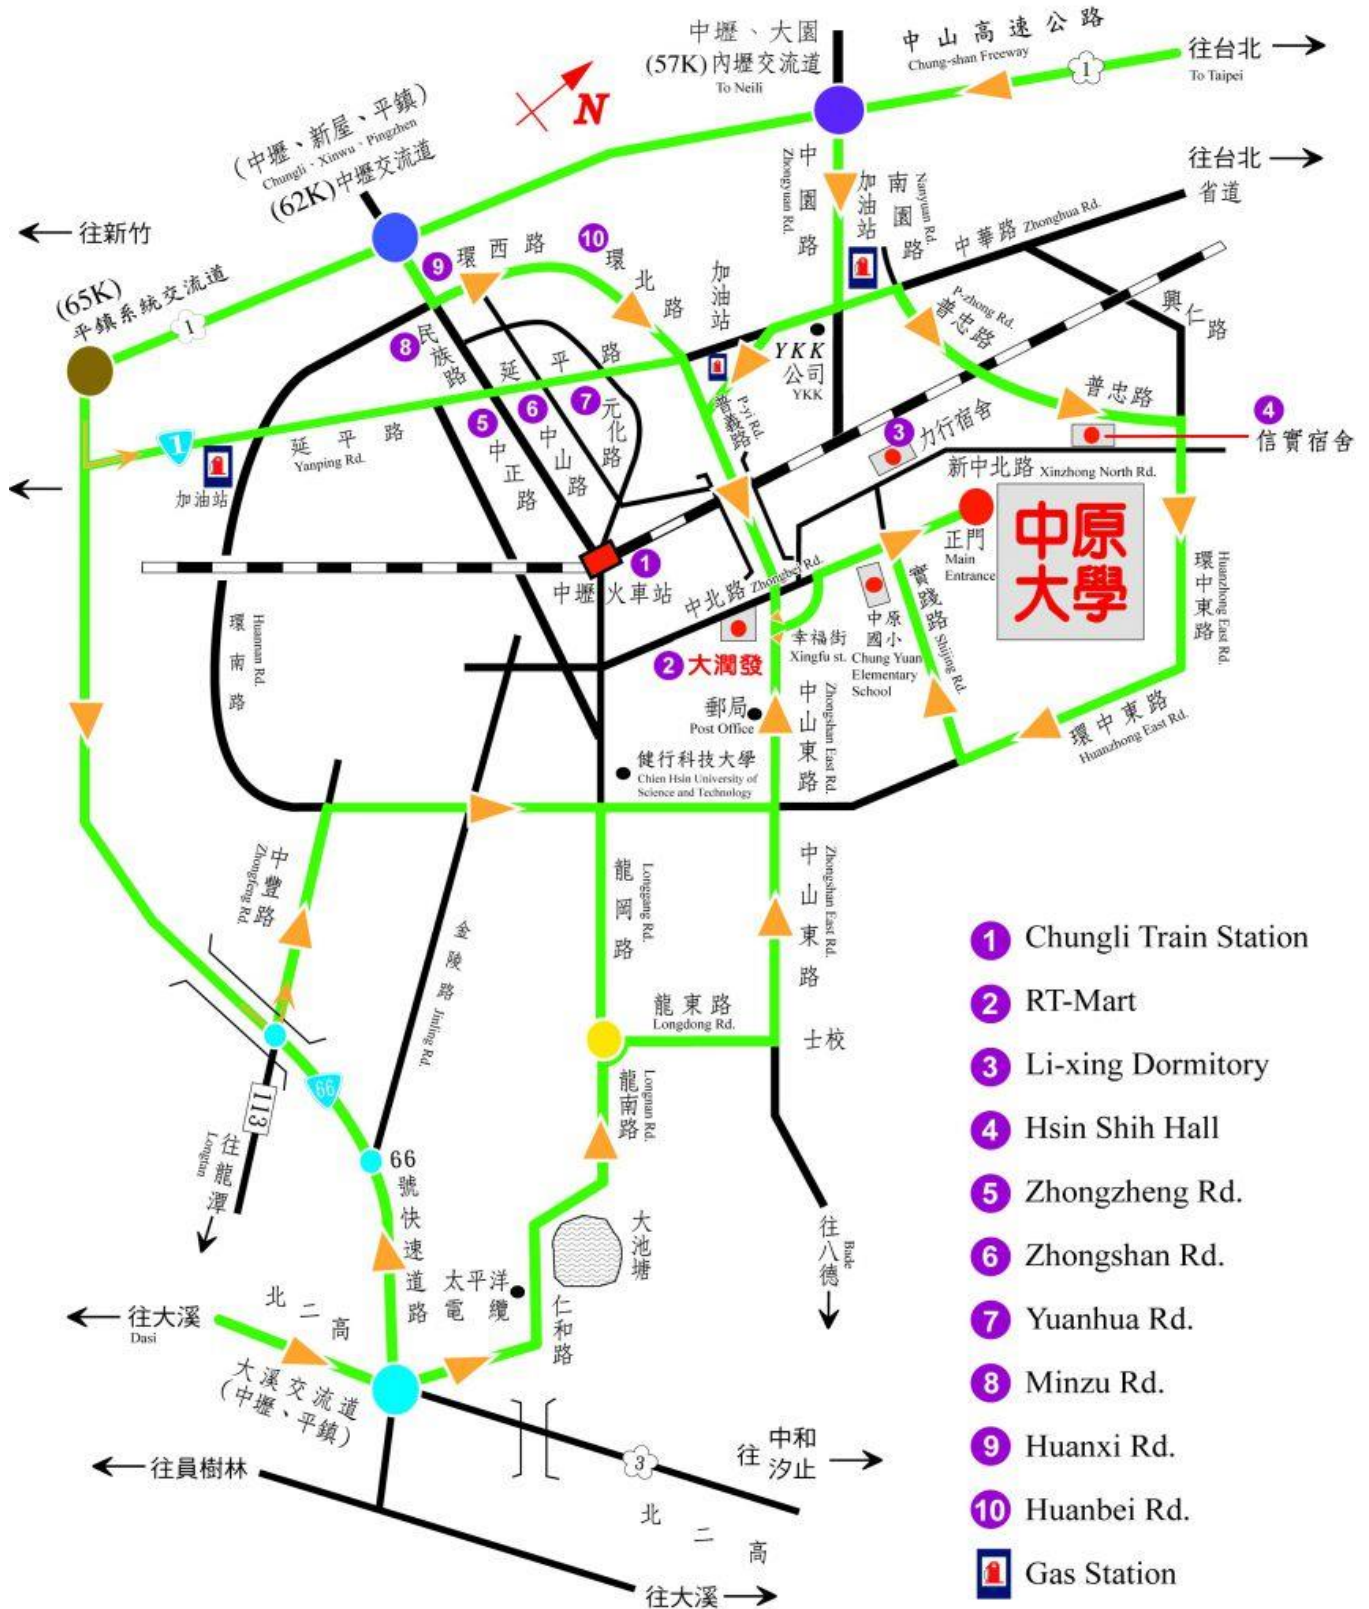 中壢、大園
(57K)內壢交流道
To Neili
中山高速公路
Chung-shan Freeway
1
往台北
To Taipei
N
(中壢、新屋、平鎮)
Chungli、Xinwu、Pingzhen
(62K)中壢交流道
往台北
省道
往新竹
(65K)
平鎮系統交流道
1
9
環西路
10
環北路
加油站
中園路
Zhongyuan Rd.
加油站
南園路
Nanyuan Rd.
中華路 Zhonghua Rd.
興仁路
P-zhong Rd.
普忠路
YKK
公司
YKK
8
民族路
延平路
5
中正路
6
中山路
7
元化路
普義路
P-yi Rd.
3
力行宿舍
普忠路
4
信實宿舍
1
延平路
Yanping Rd.
加油站
新中北路 Xinzhong North Rd.
中原
大學
正門
Main
Entrance
1
中壢火車站
中北路 Zhongbei Rd.
2
大潤發
幸福街
Xingfu st.
中原
國小
Chung Yuan
Elementary
School
實踐路
Shijing Rd.
環中東路
Huanzhong East Rd.
環南路
Huannan Rd.
郵局
Post Office
中山東路
Zhongshan East Rd.
環中東路
Huanzhong East Rd.
健行科技大學
Chien Hsin University of
Science and Technology
中豐路
Zhongfeng Rd.
金陵路 Jinling Rd.
龍岡路
Longgang Rd.
中山東路
Zhongshan East Rd.
龍東路
Longdong Rd.
士校
66
113
往龍潭
Longtan
66
號快速道路
龍南路
Longnan Rd.
大池塘
往八德
Bade
太平洋
電纜
仁和路
往大溪
Dasi
北二高
大溪交流道
(中壢、平鎮)
往員樹林
往
中和
汐止
3
北二高
往大溪
1 Chungli Train Station
2 RT-Mart
3 Li-xing Dormitory
4 Hsin Shih Hall
5 Zhongzheng Rd.
6 Zhongshan Rd.
7 Yuanhua Rd.
8 Minzu Rd.
9 Huanxi Rd.
10 Huanbei Rd.
Gas Station